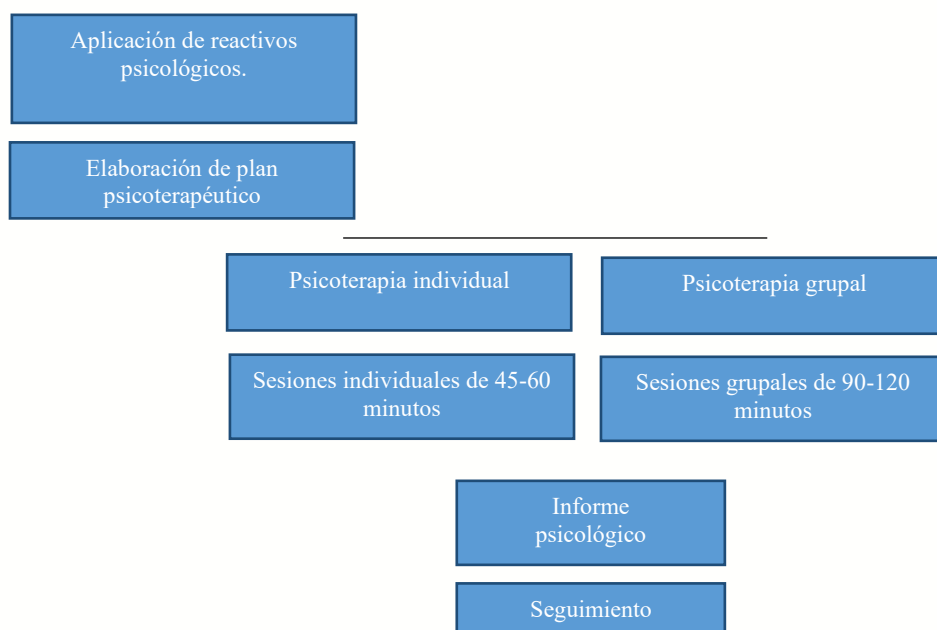 Aplicación de reactivos
psicológicos.
Elaboración de plan
psicoterapéutico
Psicoterapia individual
Psicoterapia grupal
Sesiones individuales de 45-60
minutos
Sesiones grupales de 90-120
minutos
Informe
psicológico
Seguimiento